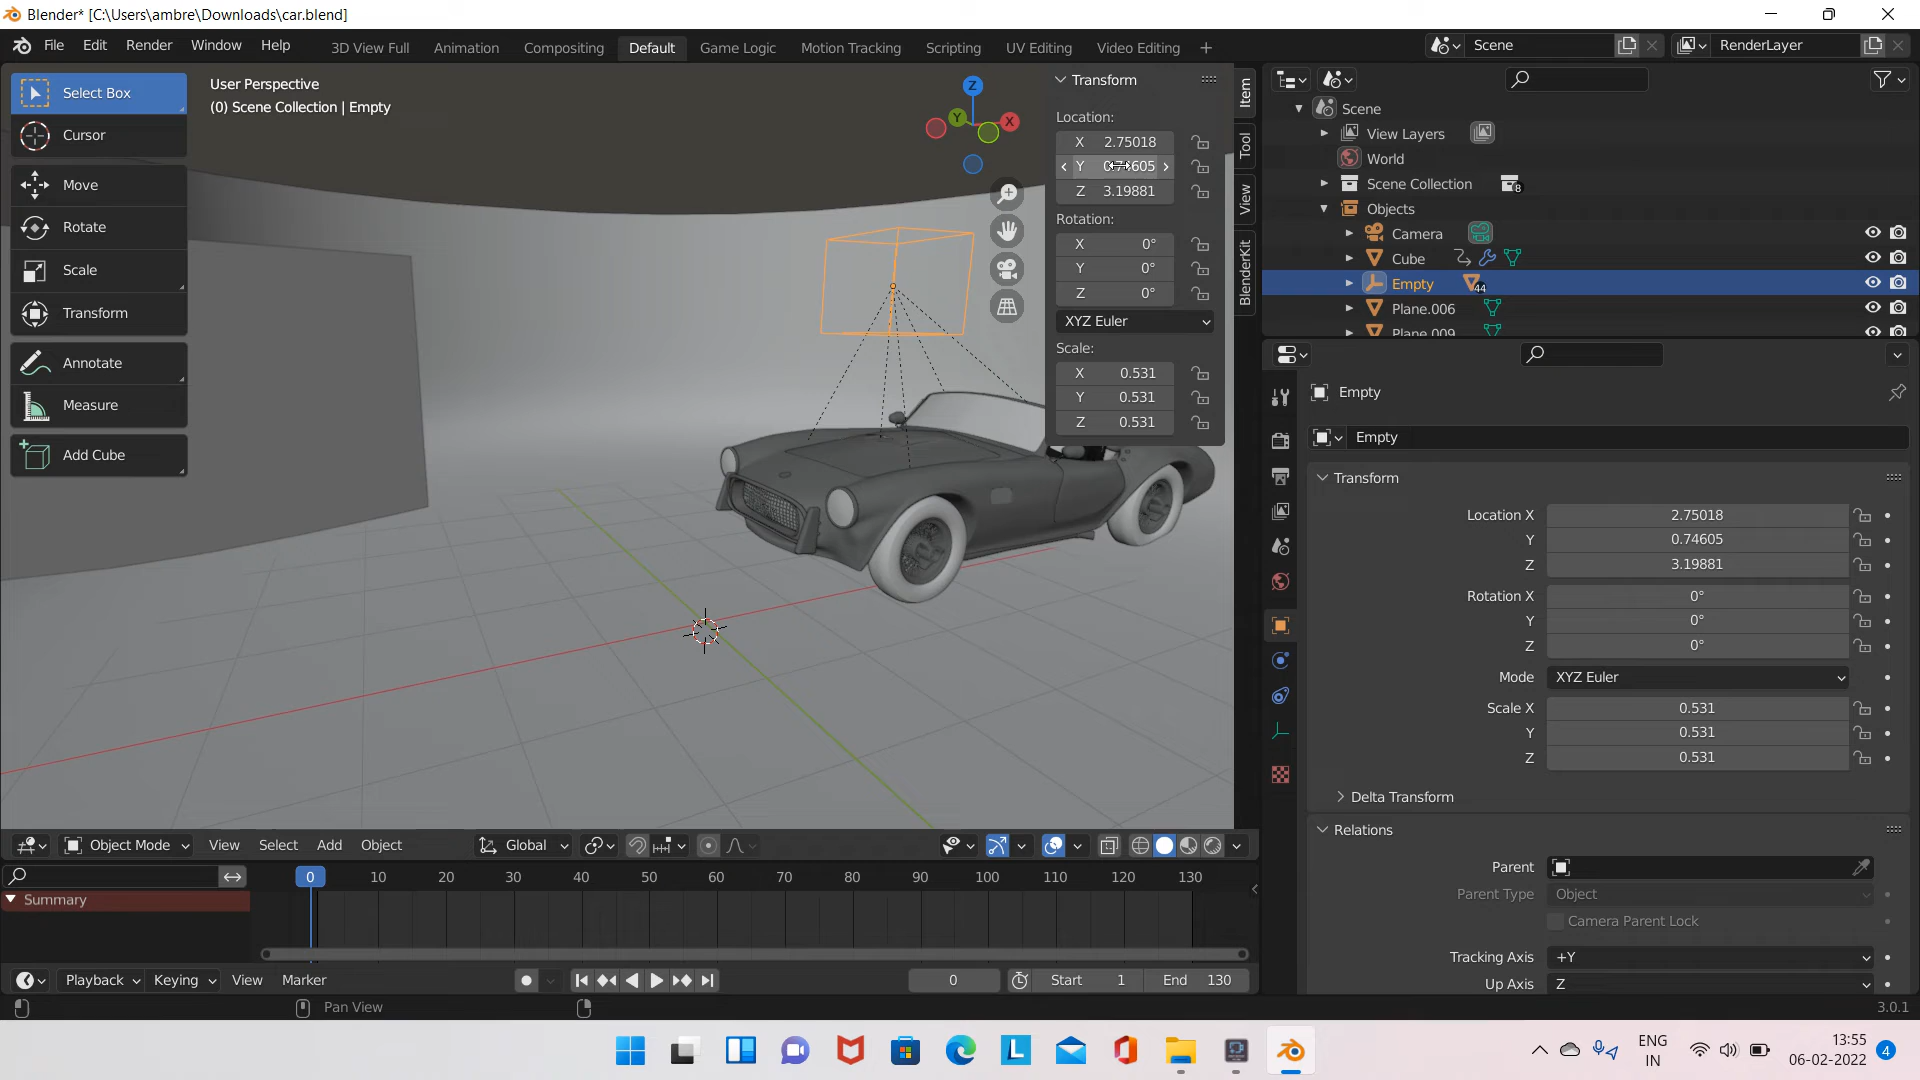 Blender* [C:\Users\ambre\Downloads\car.blend]
File Edit Render Window Help
3D View Full Animation Compositing Default Game Logic Motion Tracking Scripting UV Editing Video Editing +
Scene
RenderLayer
Select Box
Cursor
Move
Rotate
Scale
Transform
Annotate
Measure
Add Cube
User Perspective
(0) Scene Collection | Empty
Z
Y
X
Transform
Location:
X 2.75018
Y
Z 3.19881
Rotation:
X 0°
Y 0°
Z 0°
XYZ Euler
Scale:
X 0.531
Y 0.531
Z 0.531
Item
Tool
View
BlenderKit
Scene
View Layers
World
Scene Collection 8
Objects
Camera
Cube
Empty 44
Plane.006
Plane.009
Empty
Empty
Transform
Location X 2.75018
Y 0.74605
Z 3.19881
Rotation X 0°
Y 0°
Z 0°
Mode XYZ Euler
Scale X 0.531
Y 0.531
Z 0.531
Delta Transform
Relations
Parent
Parent Type Object
Camera Parent Lock
Tracking Axis +Y
Up Axis Z
Object Mode View Select Add Object Global
0 10 20 30 40 50 60 70 80 90 100 110 120 130
Summary
Playback Keying View Marker 0 Start 1 End 130
Pan View
3.0.1
ENG
IN
13:55
06-02-2022
4